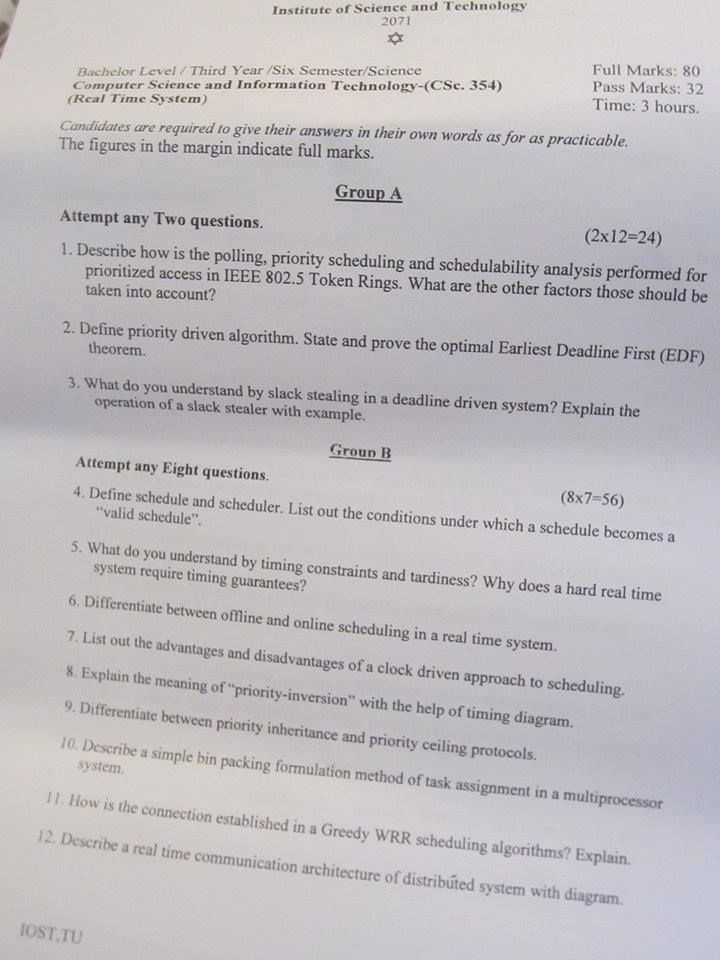 Institute of Science and Technology
2071
Bachelor Level / Third Year /Six Semester/Science
Full Marks: 80
Computer Science and Information Technology-(CSc. 354)
Pass Marks: 32
(Real Time System)
Time: 3 hours.
Candidates are required to give their answers in their own words as for as practicable.
The figures in the margin indicate full marks.
Group A
Attempt any Two questions.
(2x12=24)
1. Describe how is the polling, priority scheduling and schedulability analysis performed for
prioritized access in IEEE 802.5 Token Rings. What are the other factors those should be
taken into account?
2. Define priority driven algorithm. State and prove the optimal Earliest Deadline First (EDF)
theorem.
3. What do you understand by slack stealing in a deadline driven system? Explain the
operation of a slack stealer with example.
Group B
Attempt any Eight questions.
(8x7=56)
4. Define schedule and scheduler. List out the conditions under which a schedule becomes a
"valid schedule".
5. What do you understand by timing constraints and tardiness? Why does a hard real time
system require timing guarantees?
6. Differentiate between offline and online scheduling in a real time system.
7. List out the advantages and disadvantages of a clock driven approach to scheduling.
8. Explain the meaning of "priority-inversion" with the help of timing diagram.
9. Differentiate between priority inheritance and priority ceiling protocols.
10. Describe a simple bin packing formulation method of task assignment in a multiprocessor
system.
11. How is the connection established in a Greedy WRR scheduling algorithms? Explain.
12. Describe a real time communication architecture of distributed system with diagram.
IOST,TU